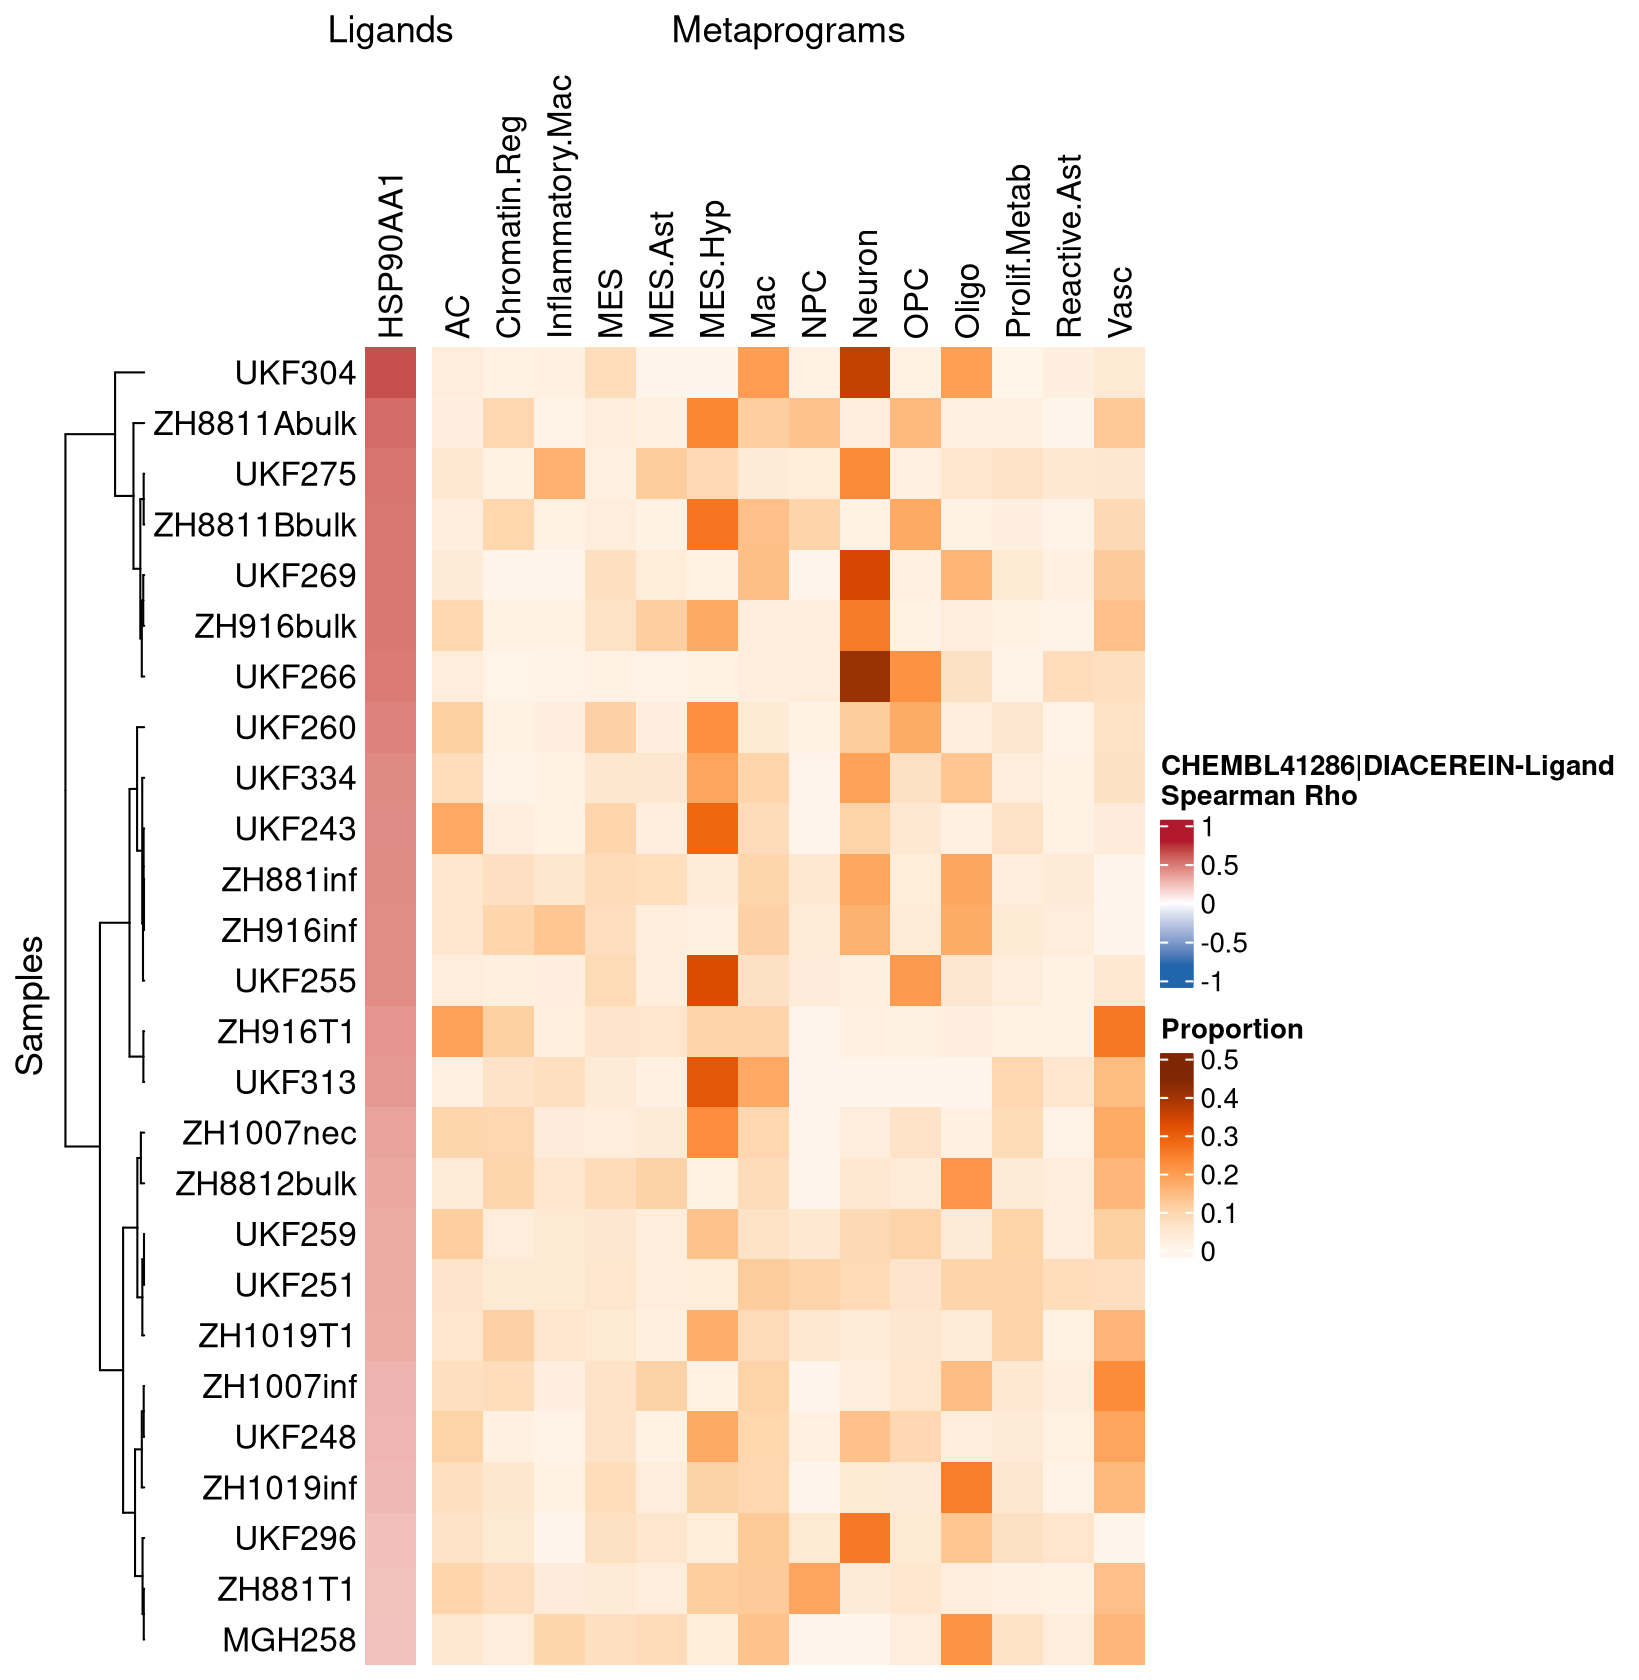 Ligands
Metaprograms
HSP90AA1
AC
Chromatin.Reg
Inflammatory.Mac
MES
MES.Ast
MES.Hyp
Mac
NPC
Neuron
OPC
Oligo
Prolif.Metab
Reactive.Ast
Vasc
Samples
UKF304
ZH8811Abulk
UKF275
ZH8811Bbulk
UKF269
ZH916bulk
UKF266
UKF260
UKF334
UKF243
ZH881inf
ZH916inf
UKF255
ZH916T1
UKF313
ZH1007nec
ZH8812bulk
UKF259
UKF251
ZH1019T1
ZH1007inf
UKF248
ZH1019inf
UKF296
ZH881T1
MGH258
CHEMBL41286|DIACEREIN-Ligand
Spearman Rho
1
0.5
0
-0.5
-1
Proportion
0.5
0.4
0.3
0.2
0.1
0